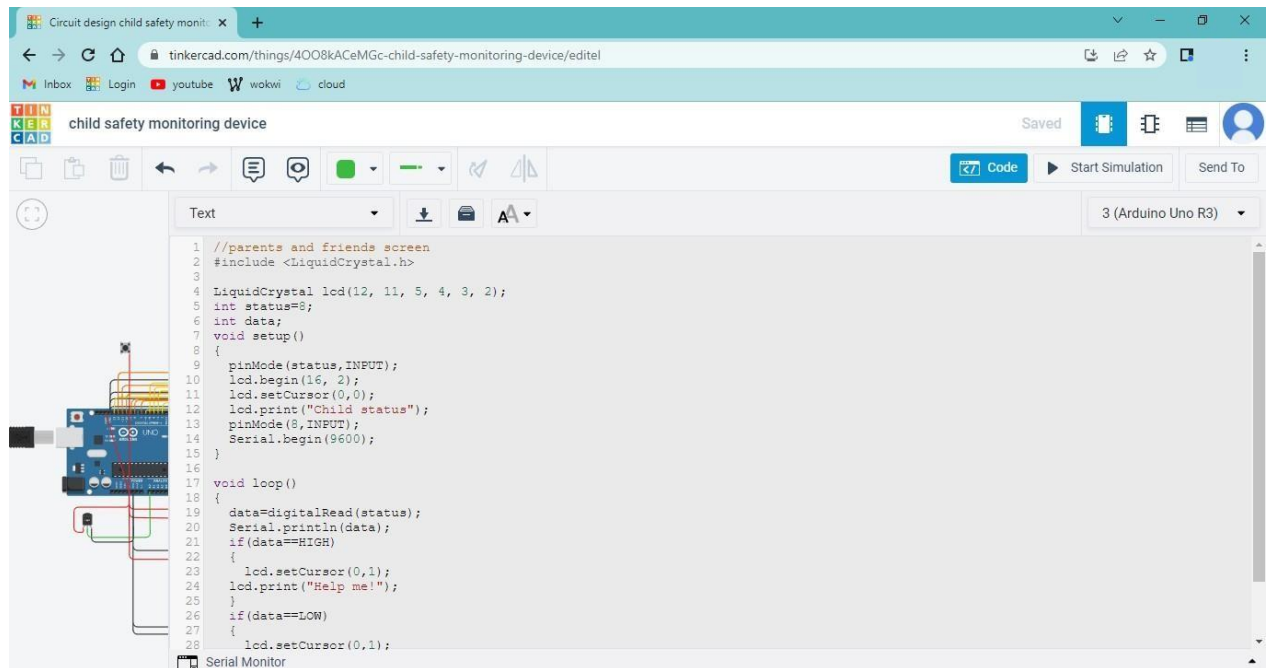 Circuit design child safety monito
tinkercad.com/things/4OO8kACeMGc-child-safety-monitoring-device/editel
Inbox Login youtube wokwi cloud
TIN
KER
CAD
child safety monitoring device
Saved
Code
Start Simulation
Send To
Text
AA
3 (Arduino Uno R3)
1 //parents and friends screen
2 #include <LiquidCrystal.h>
3
4 LiquidCrystal lcd(12, 11, 5, 4, 3, 2);
5 int status=8;
6 int data;
7 void setup()
8 {
9 pinMode(status,INPUT);
10 lcd.begin(16, 2);
11 lcd.setCursor(0,0);
12 lcd.print("Child status");
13 pinMode(8,INPUT);
14 Serial.begin(9600);
15 }
16
17 void loop()
18 {
19 data=digitalRead(status);
20 Serial.println(data);
21 if(data==HIGH)
22 {
23 lcd.setCursor(0,1);
24 lcd.print("Help me!");
25 }
26 if(data==LOW)
27 {
28 lcd.setCursor(0,1);
UNO
Serial Monitor